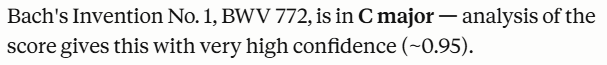 Bach's Invention No. 1, BWV 772, is in C major — analysis of the
score gives this with very high confidence (~0.95).